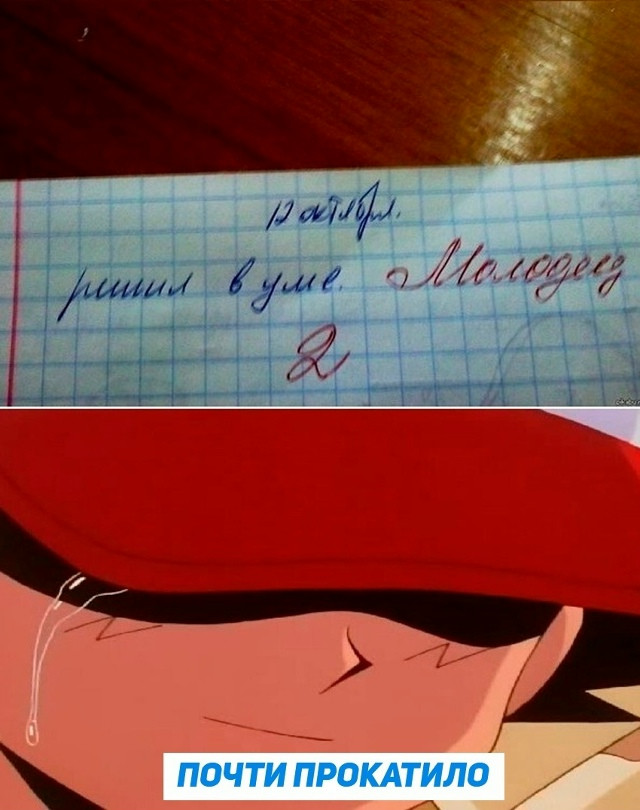 12 октября.
решил в уме. Молодец
2
ПОЧТИ ПРОКАТИЛО